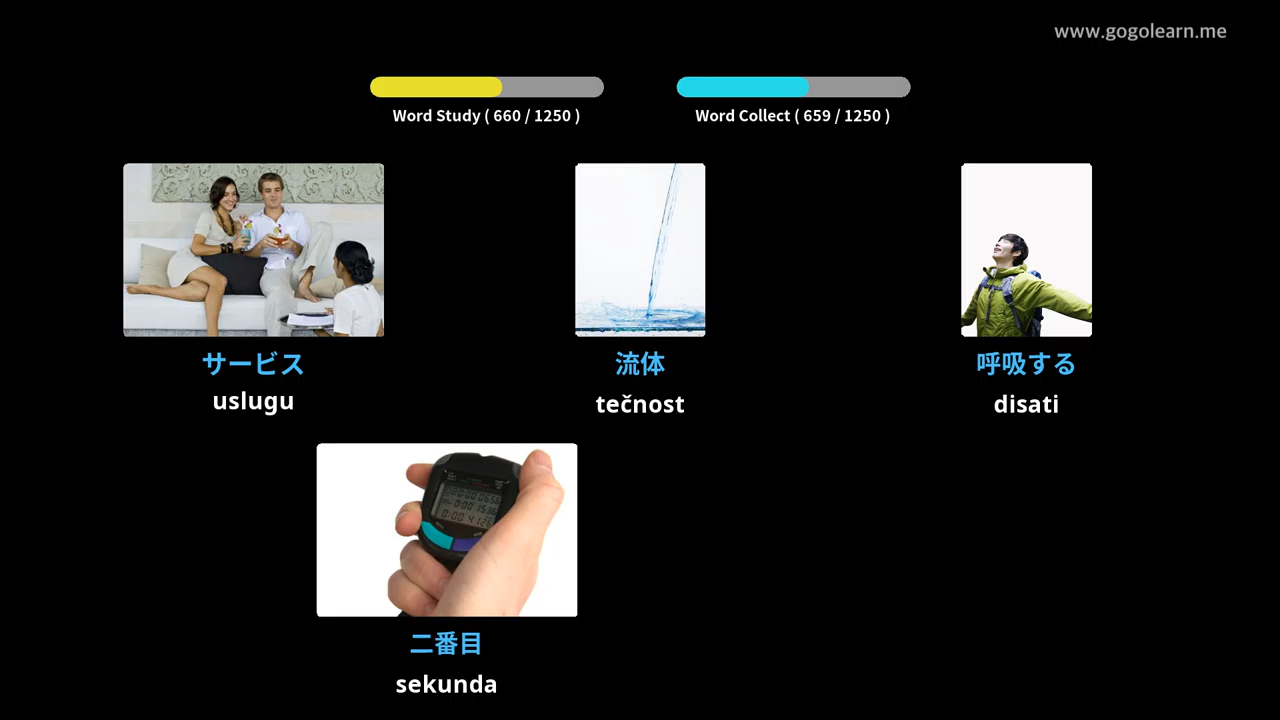 www.gogolearn.me
Word Study ( 660 / 1250 )
Word Collect ( 659 / 1250 )
サービス
uslugu
流体
tečnost
呼吸する
disati
二番目
sekunda